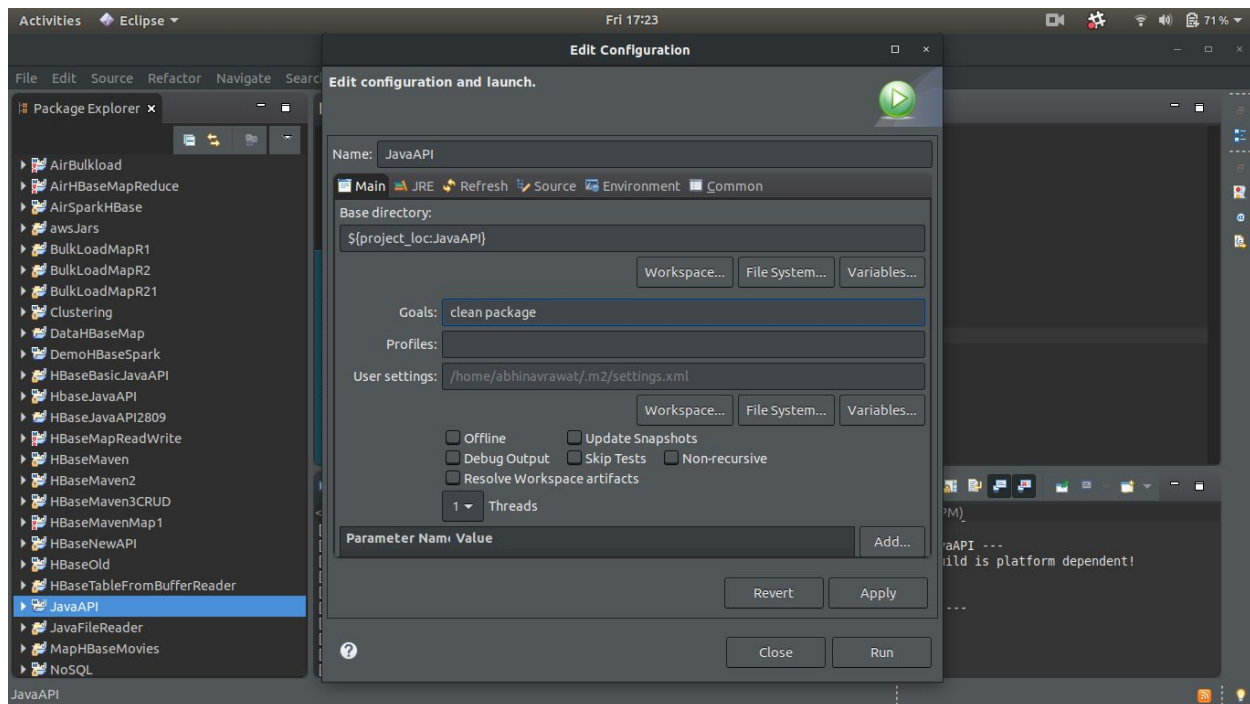 Activities Eclipse Fri 17:23 71 %
Edit Configuration
File Edit Source Refactor Navigate Searc
Package Explorer
AirBulkload
AirHBaseMapReduce
AirSparkHBase
awsJars
BulkLoadMapR1
BulkLoadMapR2
BulkLoadMapR21
Clustering
DataHBaseMap
DemoHBaseSpark
HBaseBasicJavaAPI
HbaseJavaAPI
HBaseJavaAPI2809
HBaseMapReadWrite
HBaseMaven
HBaseMaven2
HBaseMaven3CRUD
HBaseMavenMap1
HBaseNewAPI
HBaseOld
HBaseTableFromBufferReader
JavaAPI
JavaFileReader
MapHBaseMovies
NoSQL
JavaAPI
Edit configuration and launch.
Name: JavaAPI
Main JRE Refresh Source Environment Common
Base directory:
${project_loc:JavaAPI}
Workspace... File System... Variables...
Goals: clean package
Profiles:
User settings: /home/abhinavrawat/.m2/settings.xml
Workspace... File System... Variables...
Offline Update Snapshots
Debug Output Skip Tests Non-recursive
Resolve Workspace artifacts
1 Threads
Parameter Nam Value
Add...
Revert Apply
Close Run
PM)
aAPI ---
ild is platform dependent!
---